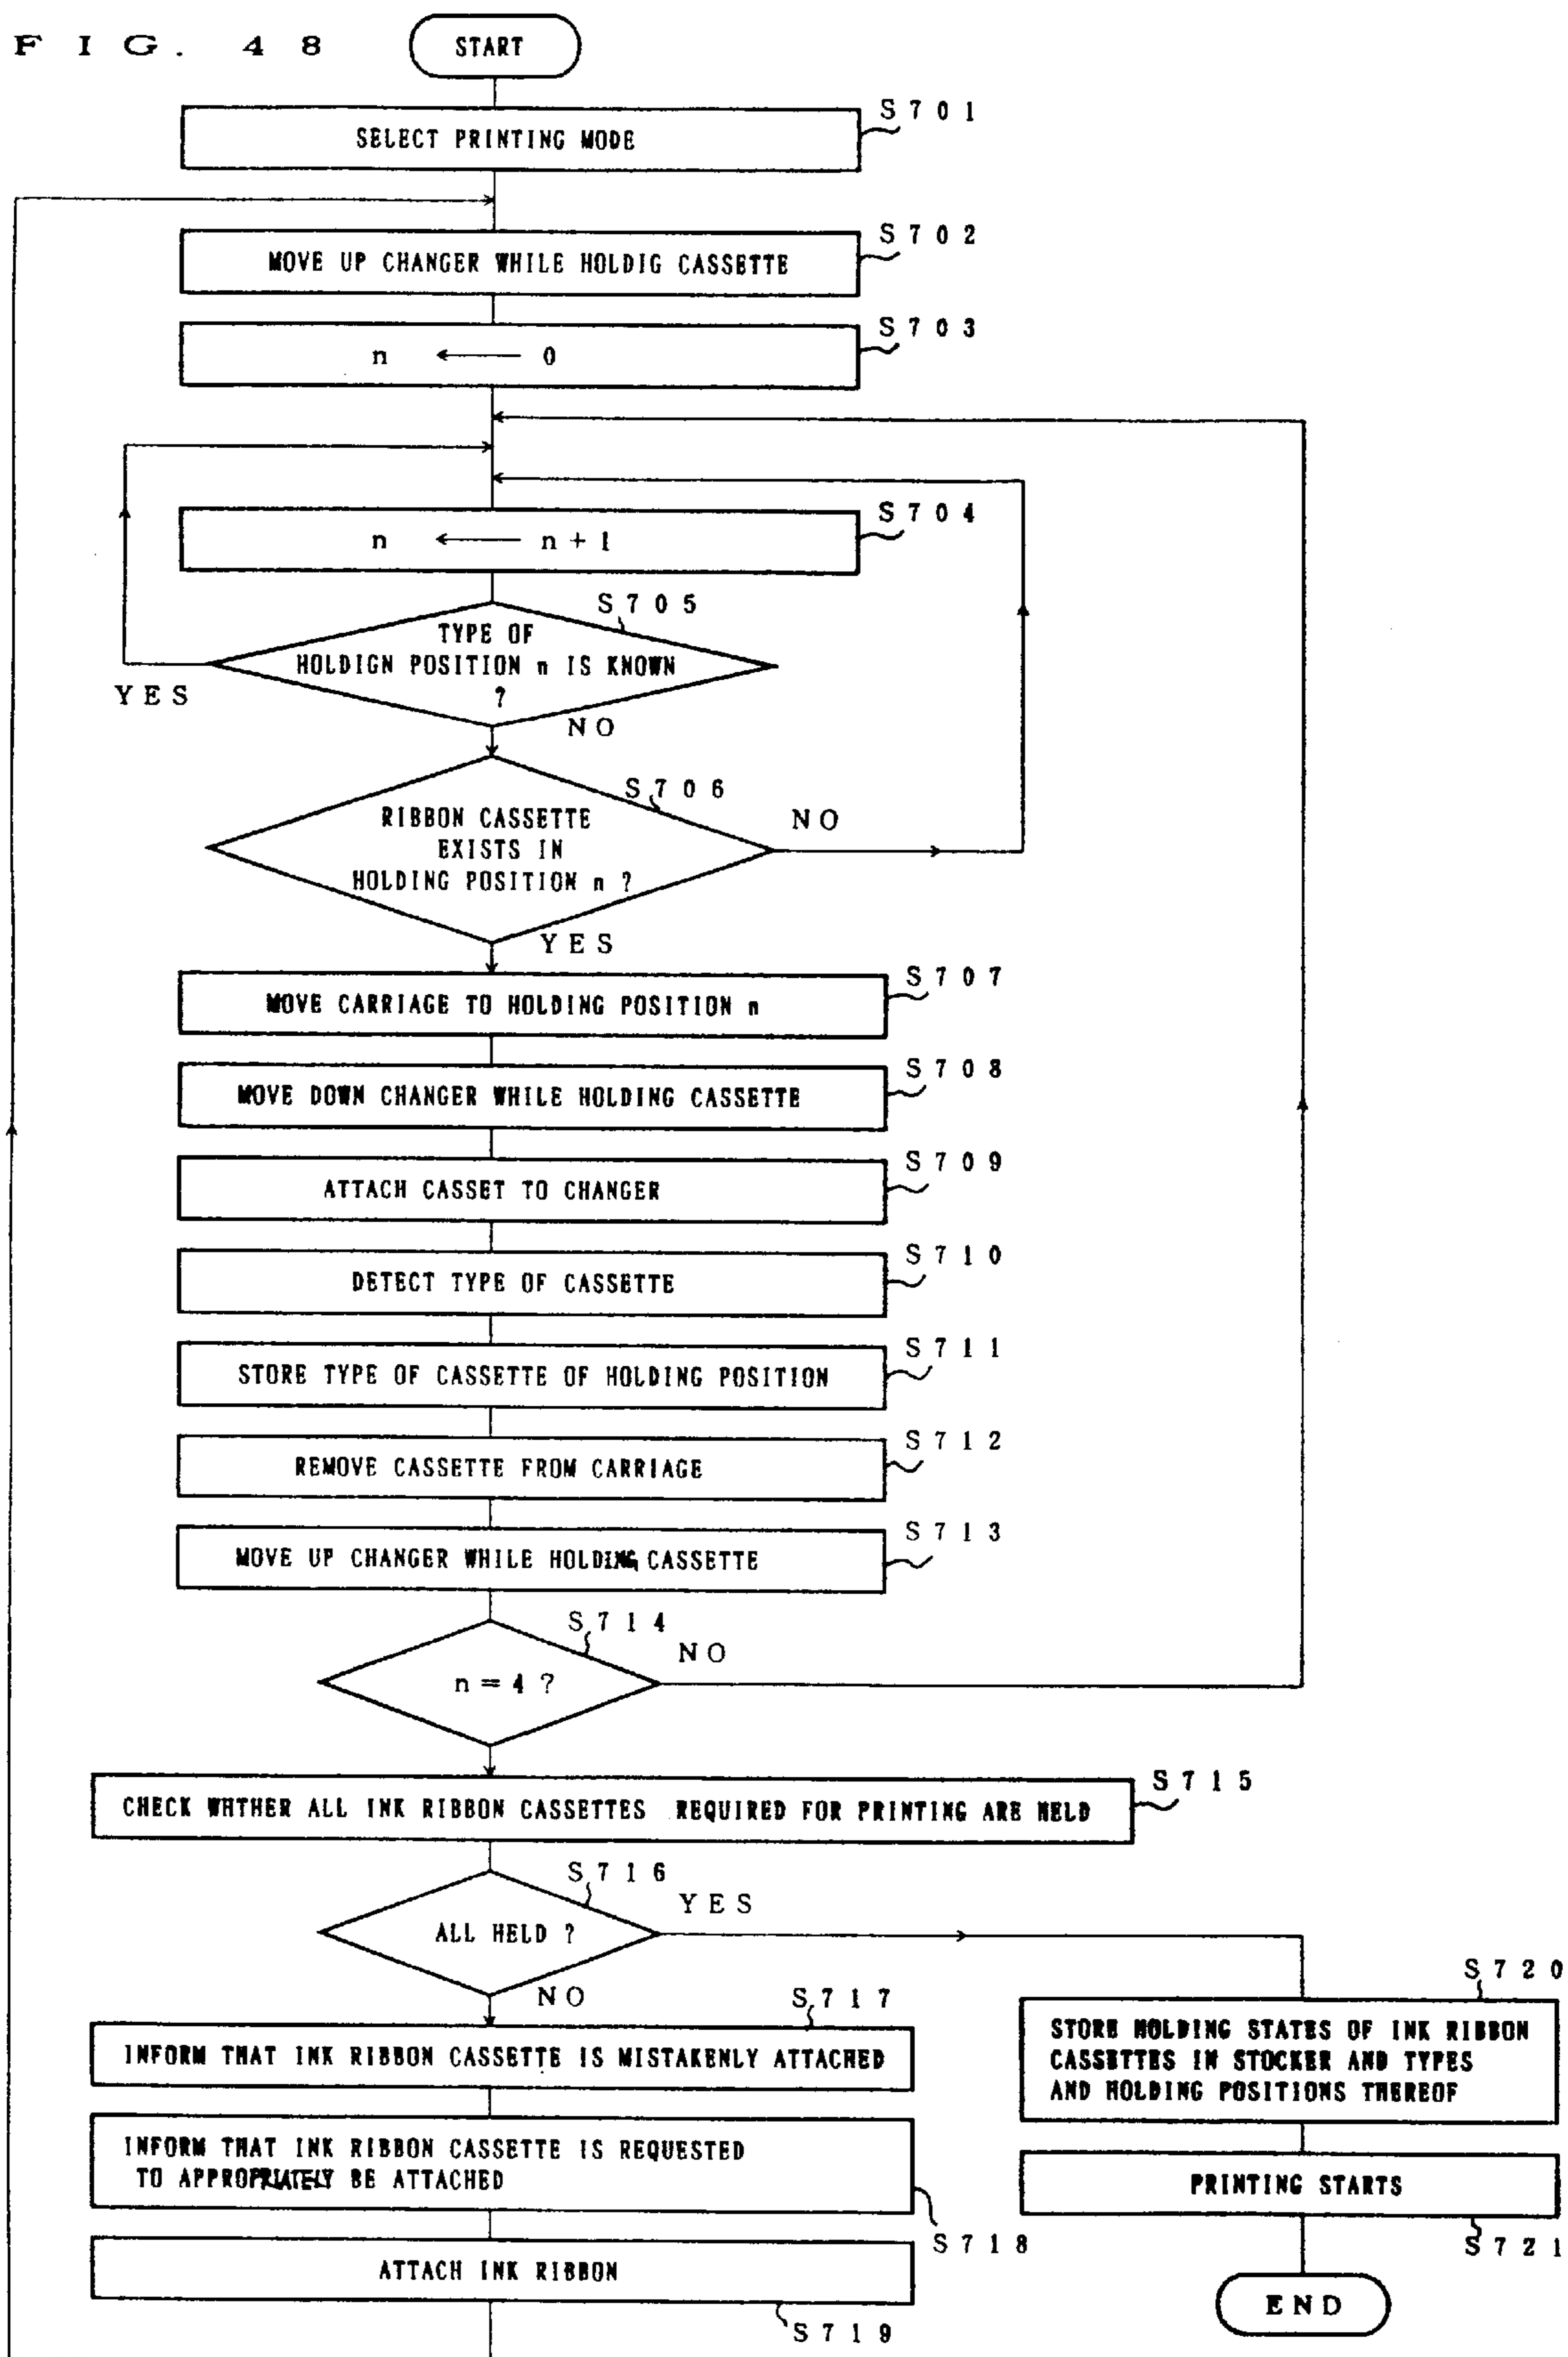 FIG. 48
START
S701
SELECT PRINTING MODE
S702
MOVE UP CHANGER WHILE HOLDIG CASSETTE
S703
n ← 0
S704
n ← n + 1
S705
TYPE OF
HOLDIGN POSITION n IS KNOWN
?
YES
NO
S706
RIBBON CASSETTE
EXISTS IN
HOLDING POSITION n ?
NO
YES
S707
MOVE CARRIAGE TO HOLDING POSITION n
S708
MOVE DOWN CHANGER WHILE HOLDING CASSETTE
S709
ATTACH CASSET TO CHANGER
S710
DETECT TYPE OF CASSETTE
S711
STORE TYPE OF CASSETTE OF HOLDING POSITION
S712
REMOVE CASSETTE FROM CARRIAGE
S713
MOVE UP CHANGER WHILE HOLDING CASSETTE
S714
n = 4 ?
NO
S715
CHECK WHTHER ALL INK RIBBON CASSETTES REQUIRED FOR PRINTING ARE HELD
S716
ALL HELD ?
YES
NO
S717
INFORM THAT INK RIBBON CASSETTE IS MISTAKENLY ATTACHED
INFORM THAT INK RIBBON CASSETTE IS REQUESTED
TO APPROPRIATELY BE ATTACHED
S718
ATTACH INK RIBBON
S719
S720
STORE HOLDING STATES OF INK RIBBON
CASSETTES IN STOCKER AND TYPES
AND HOLDING POSITIONS THEREOF
PRINTING STARTS
S721
END